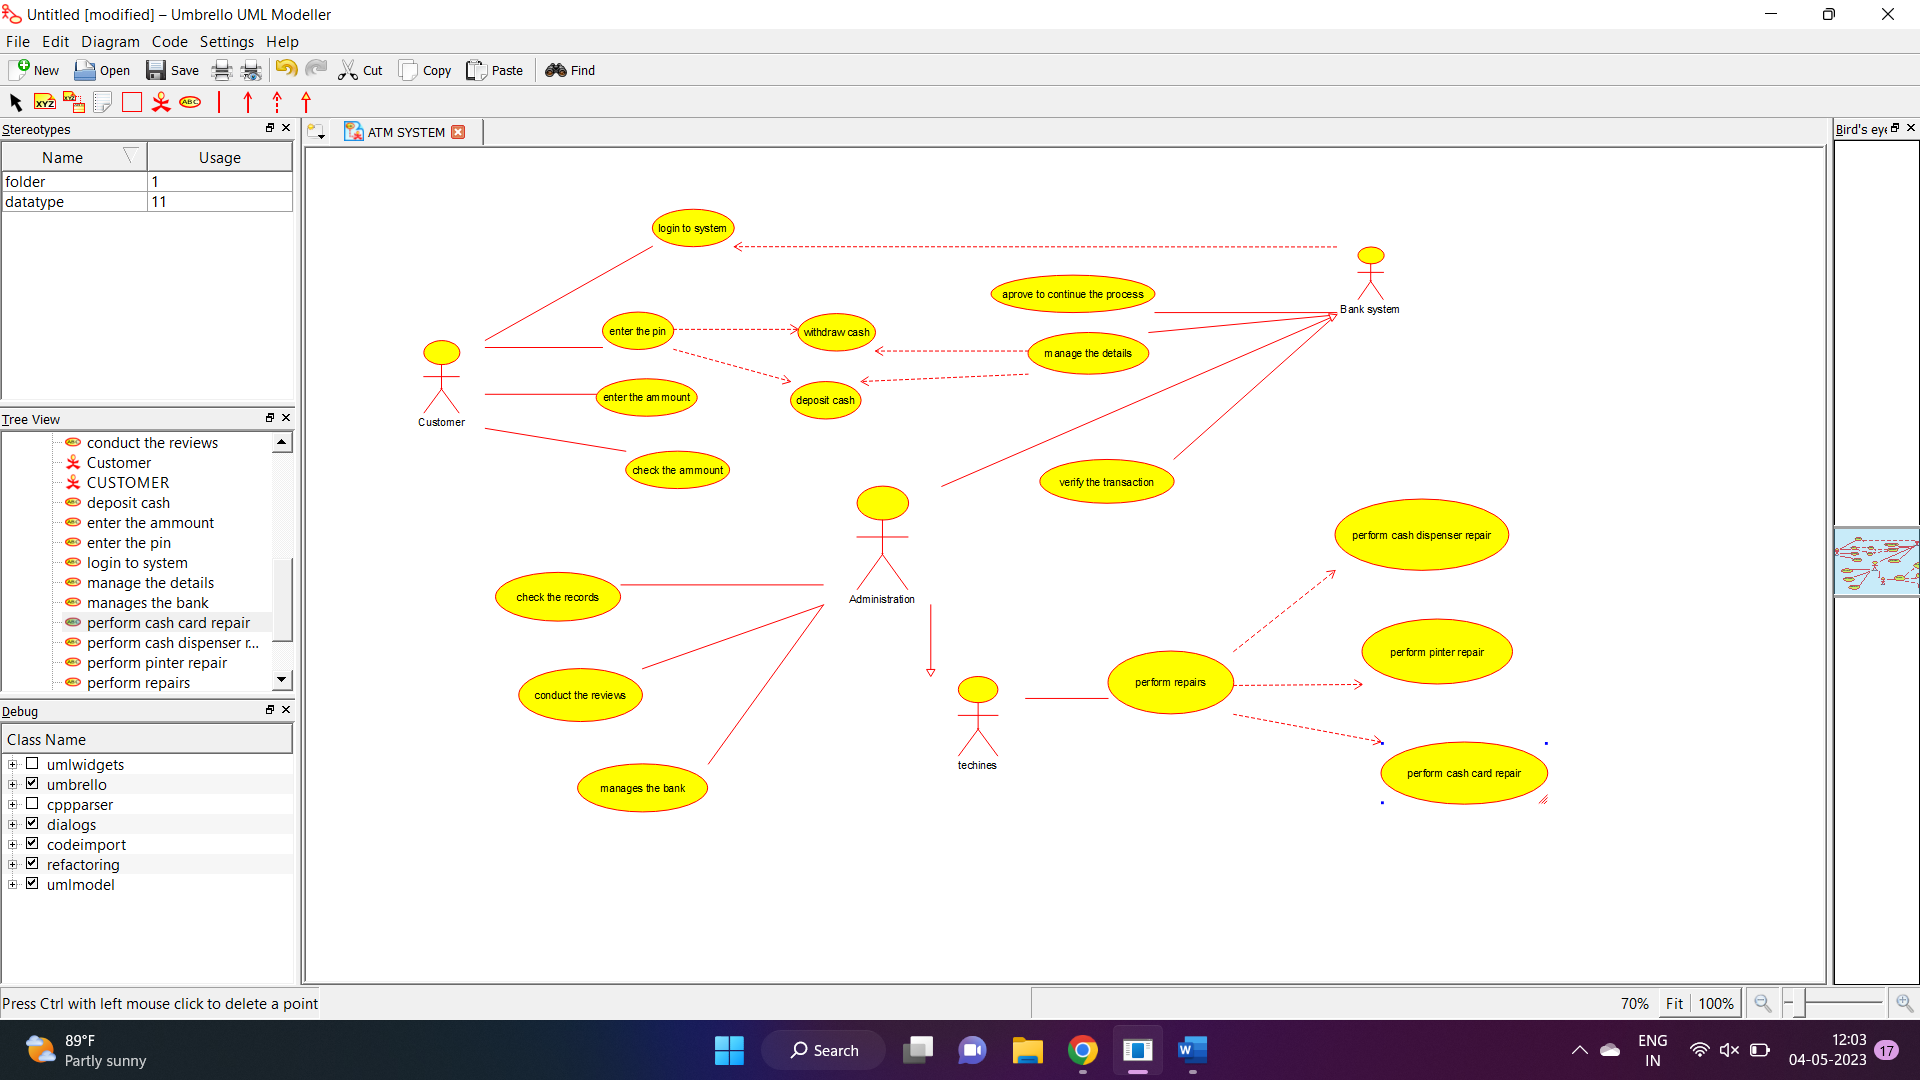 Untitled [modified] – Umbrello UML Modeller
File Edit Diagram Code Settings Help
New Open Save Cut Copy Paste Find
XYZ XYZ ABC
Stereotypes
Name Usage
folder 1
datatype 11
Tree View
conduct the reviews
Customer
CUSTOMER
deposit cash
enter the ammount
enter the pin
login to system
manage the details
manages the bank
perform cash card repair
perform cash dispenser r...
perform pinter repair
perform repairs
Debug
Class Name
umlwidgets
umbrello
cppparser
dialogs
codeimport
refactoring
umlmodel
ATM SYSTEM
login to system
aprove to continue the process
Bank system
enter the pin
withdraw cash
manage the details
enter the ammount
deposit cash
Customer
check the ammount
verify the transaction
perform cash dispenser repair
check the records
Administration
perform pinter repair
conduct the reviews
perform repairs
techines
perform cash card repair
manages the bank
Bird's eye
Press Ctrl with left mouse click to delete a point
70% Fit 100%
89°F
Partly sunny
Search
ENG
IN
12:03
04-05-2023
17